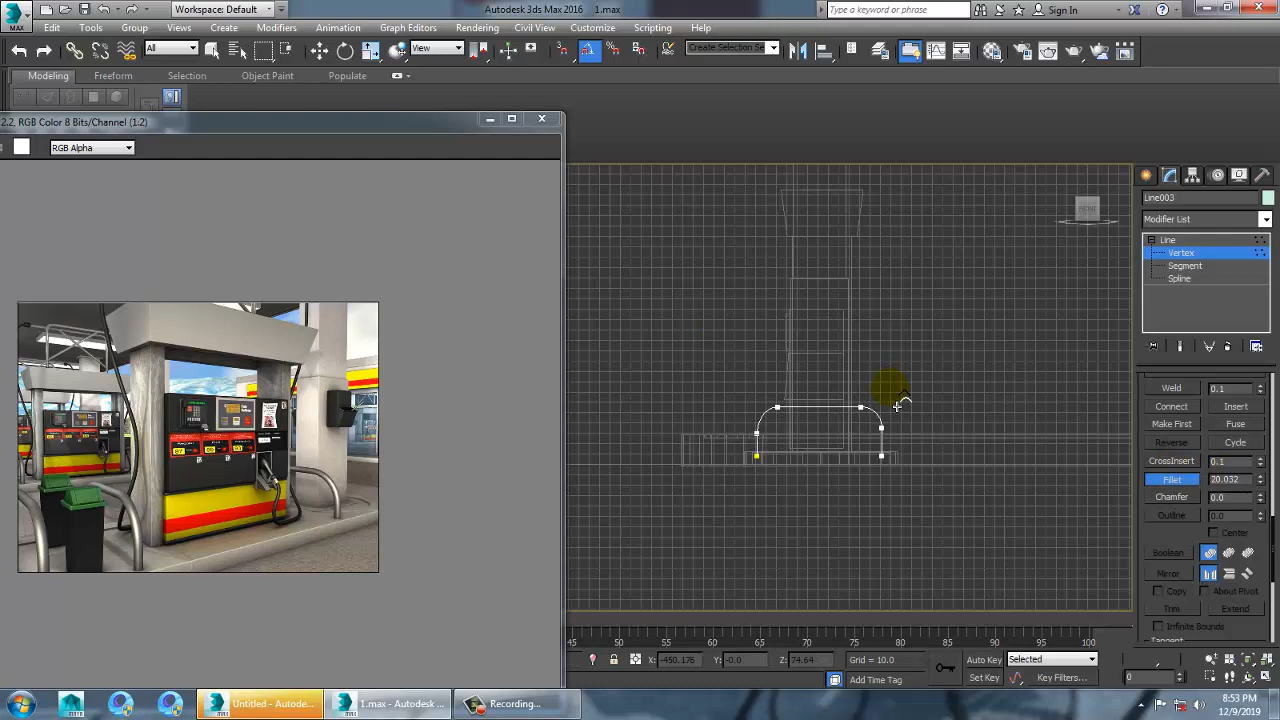 Workspace: Default
Autodesk 3ds Max 2016    1.max
Type a keyword or phrase
Sign In
MAX
Edit Tools Group Views Create Modifiers Animation Graph Editors Rendering Civil View Customize Scripting Help
All View Create Selection Se
Modeling Freeform Selection Object Paint Populate
2.2, RGB Color 8 Bits/Channel (1:2)
RGB Alpha
FRONT
Line003
Modifier List
Line
Vertex
Segment
Spline
Weld 0.1
Connect Insert
Make First Fuse
Reverse Cycle
CrossInsert 0.1
Fillet 20.032
Chamfer 0.0
Outline 0.0
Center
Boolean
Mirror
Copy About Pivot
Trim Extend
Infinite Bounds
Tangent
45 50 55 60 65 70 75 80 85 90 95 100
X: -450.176 Y: -0.0 Z: 74.64 Grid = 10.0 Auto Key Selected
Add Time Tag Set Key Key Filters... 0
Untitled - Autode... 1.max - Autodesk ... Recording...
8:53 PM
12/9/2019